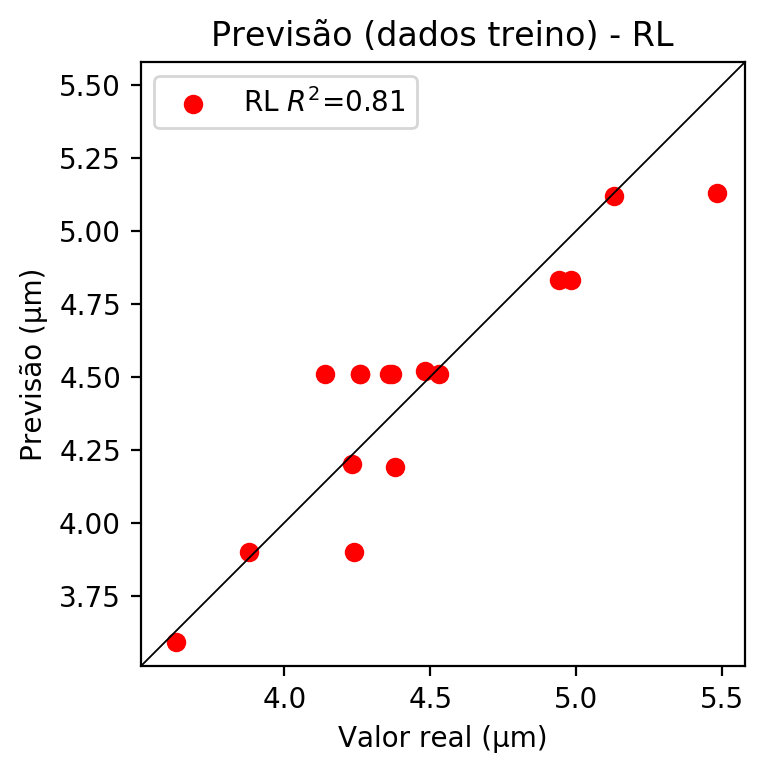 Previsão (dados treino) - RL
RL R²=0.81
5.50
5.25
5.00
4.75
4.50
4.25
4.00
3.75
Previsão (μm)
4.0 4.5 5.0 5.5
Valor real (μm)